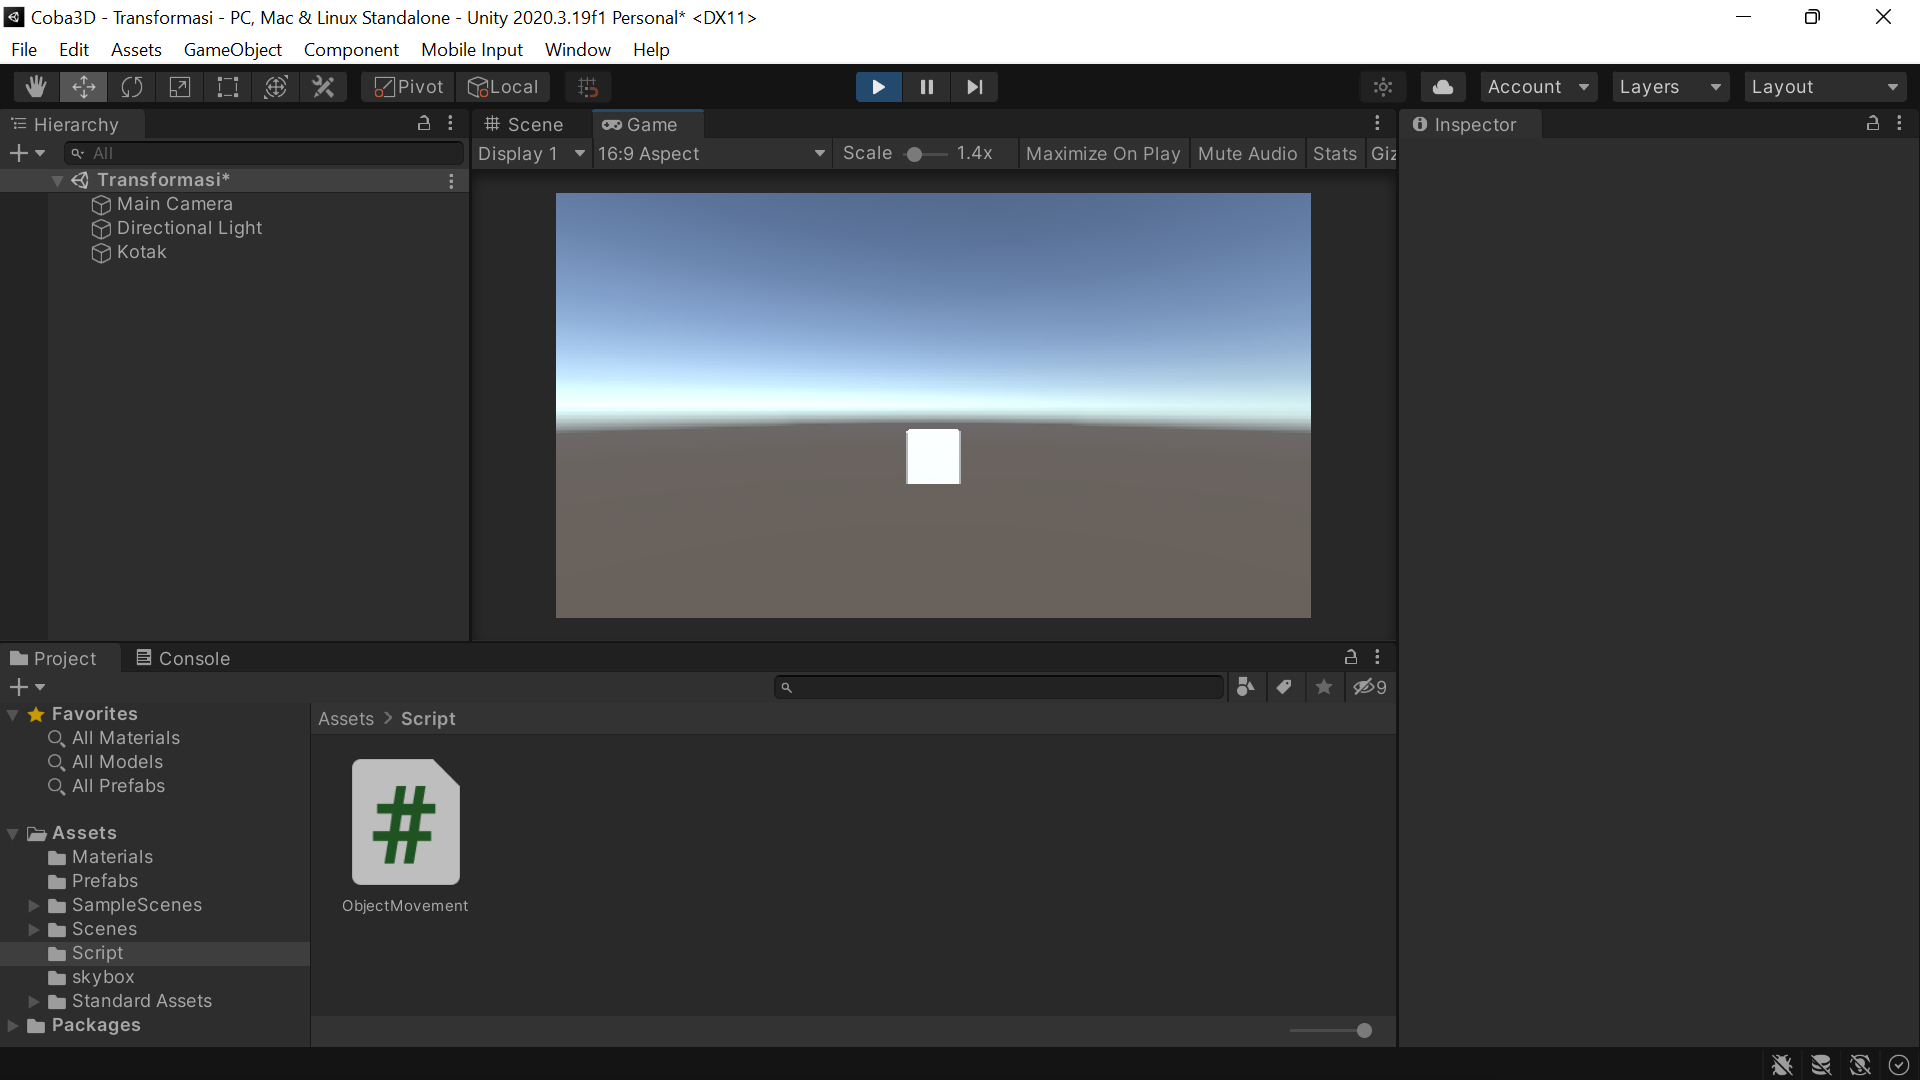 Coba3D - Transformasi - PC, Mac & Linux Standalone - Unity 2020.3.19f1 Personal* <DX11>
File Edit Assets GameObject Component Mobile Input Window Help
Pivot Local Account Layers Layout
Hierarchy
All
Transformasi*
Main Camera
Directional Light
Kotak
Scene Game
Display 1 16:9 Aspect Scale 1.4x Maximize On Play Mute Audio Stats Giz
Inspector
Project Console
9
Favorites
All Materials
All Models
All Prefabs
Assets
Materials
Prefabs
SampleScenes
Scenes
Script
skybox
Standard Assets
Packages
Assets > Script
#
ObjectMovement